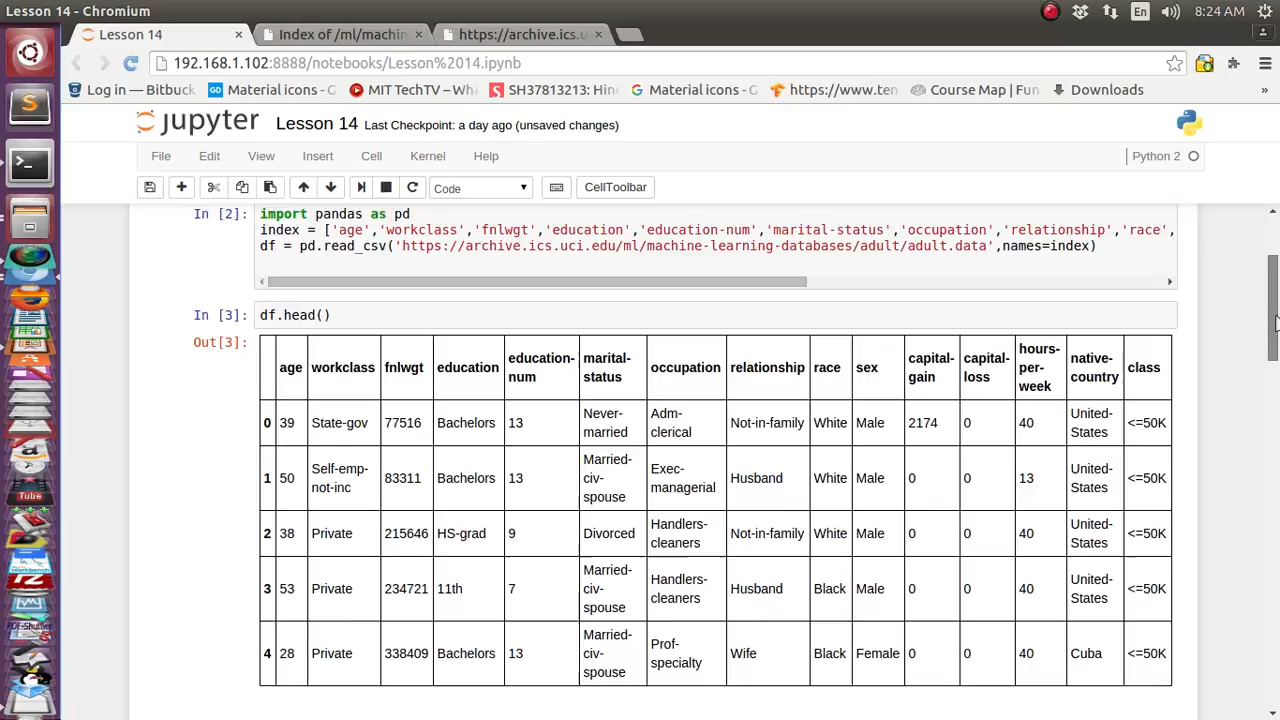 Lesson 14 - Chromium
En
8:24 AM
Lesson 14
Index of /ml/machin
https://archive.ics.u
192.168.1.102:8888/notebooks/Lesson%2014.ipynb
Log in — Bitbuck
Material icons - G
MIT TechTV – Wha
SH37813213: Hin
Material icons - G
https://www.ten
Course Map | Fun
Downloads
»
jupyter Lesson 14 Last Checkpoint: a day ago (unsaved changes)
File Edit View Insert Cell Kernel Help Python 2
Code CellToolbar
In [2]: import pandas as pd
index = ['age','workclass','fnlwgt','education','education-num','marital-status','occupation','relationship','race',
df = pd.read_csv('https://archive.ics.uci.edu/ml/machine-learning-databases/adult/adult.data',names=index)
In [3]: df.head()
Out[3]:
age workclass fnlwgt education education-num marital-status occupation relationship race sex capital-gain capital-loss hours-per-week native-country class
0 39 State-gov 77516 Bachelors 13 Never-married Adm-clerical Not-in-family White Male 2174 0 40 United-States <=50K
1 50 Self-emp-not-inc 83311 Bachelors 13 Married-civ-spouse Exec-managerial Husband White Male 0 0 13 United-States <=50K
2 38 Private 215646 HS-grad 9 Divorced Handlers-cleaners Not-in-family White Male 0 0 40 United-States <=50K
3 53 Private 234721 11th 7 Married-civ-spouse Handlers-cleaners Husband Black Male 0 0 40 United-States <=50K
4 28 Private 338409 Bachelors 13 Married-civ-spouse Prof-specialty Wife Black Female 0 0 40 Cuba <=50K
Tube